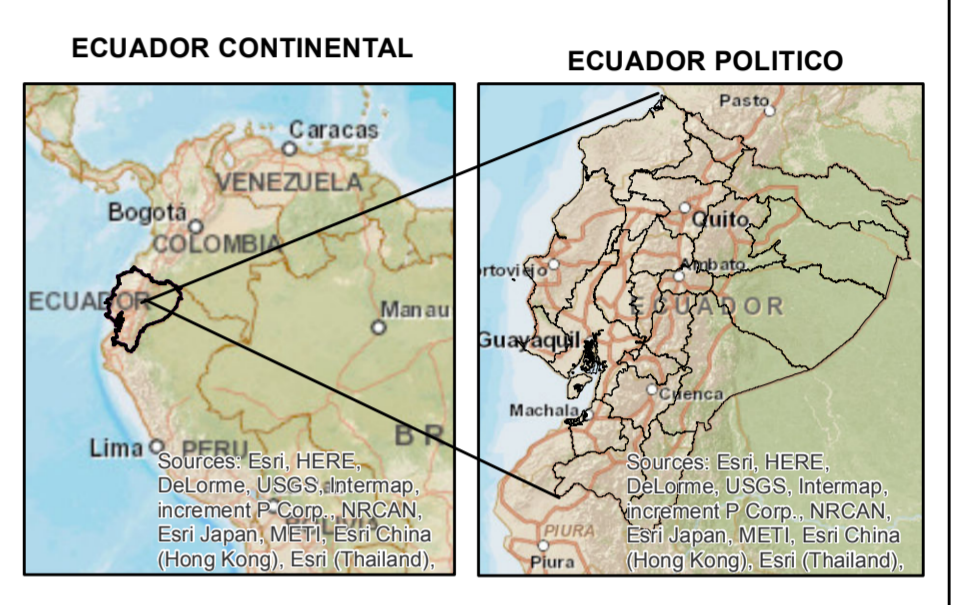 ECUADOR CONTINENTAL
Caracas
VENEZUELA
Bogotá
COLOMBIA
ECUADOR
Manau
Lima
PERU
B R
BOLIVI
Sources: Esri, HERE,
DeLorme, USGS, Intermap,
increment P Corp., NRCAN,
Esri Japan, METI, Esri China
(Hong Kong), Esri (Thailand),
ECUADOR POLITICO
Pasto
Quito
rtoviejo
Ambato
ECUADOR
Guayaquil
Cuenca
Machala
Sources: Esri, HERE,
DeLorme, USGS, Intermap,
increment P Corp., NRCAN,
Esri Japan, METI, Esri China
(Hong Kong), Esri (Thailand),
PIURA
Piura